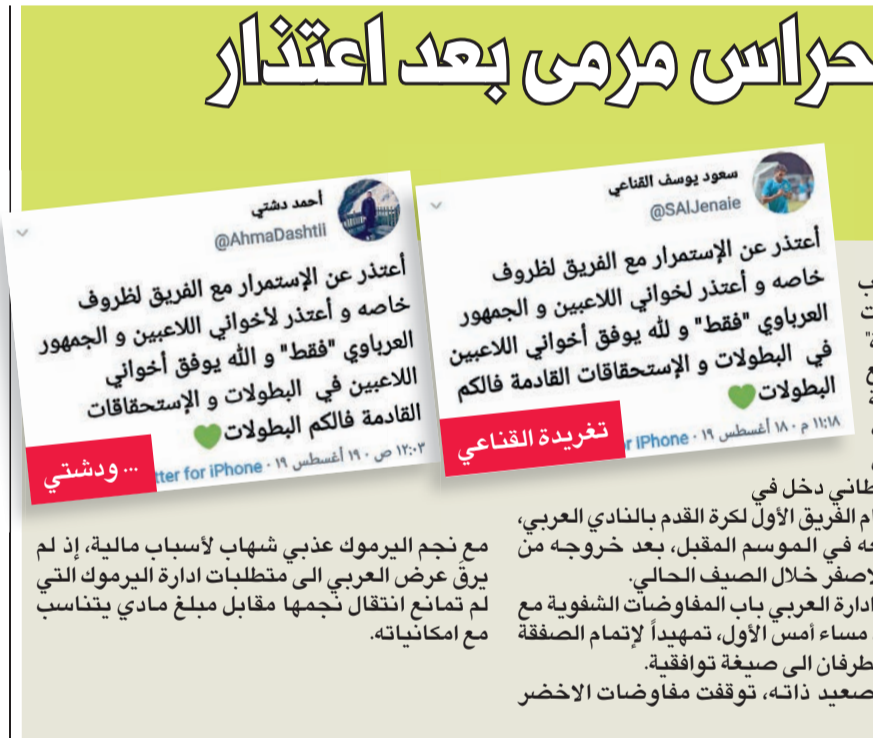 حراس مرمى بعد اعتذار
سعود يوسف القناعي
@SAlJenaie
أعتذر عن الإستمرار مع الفريق لظروف
خاصه و أعتذر لخواني اللاعبين و الجمهور
العرباوي "فقط" و لله يوفق أخواني اللاعبين
في البطولات و الإستحقاقات القادمة فالكم
البطولات💚
١١:١٨ م · ١٨ أغسطس ١٩ · r iPhone
تغريدة القناعي
أحمد دشتي
@AhmaDashtii
أعتذر عن الإستمرار مع الفريق لظروف
خاصه و أعتذر لأخواني اللاعبين و الجمهور
العرباوي "فقط" و الله يوفق أخواني
اللاعبين في البطولات و الإستحقاقات
القادمة فالكم البطولات💚
١٢:٠٣ ص · ١٩ أغسطس ١٩ · tter for iPhone
... ودشتي
طاني دخل في
ام الفريق الأول لكرة القدم بالنادي العربي،
عه في الموسم المقبل، بعد خروجه من
لاصفر خلال الصيف الحالي.
ادارة العربي باب المفاوضات الشفوية مع
مساء أمس الأول، تمهيداً لإتمام الصفقة
طرفان الى صيغة توافقية.
صعيد ذاته، توقفت مفاوضات الاخضر
مع نجم اليرموك عذبي شهاب لأسباب مالية، إذ لم
يرقَ عرض العربي الى متطلبات ادارة اليرموك التي
لم تمانع انتقال نجمها مقابل مبلغ مادي يتناسب
مع امكانياته.